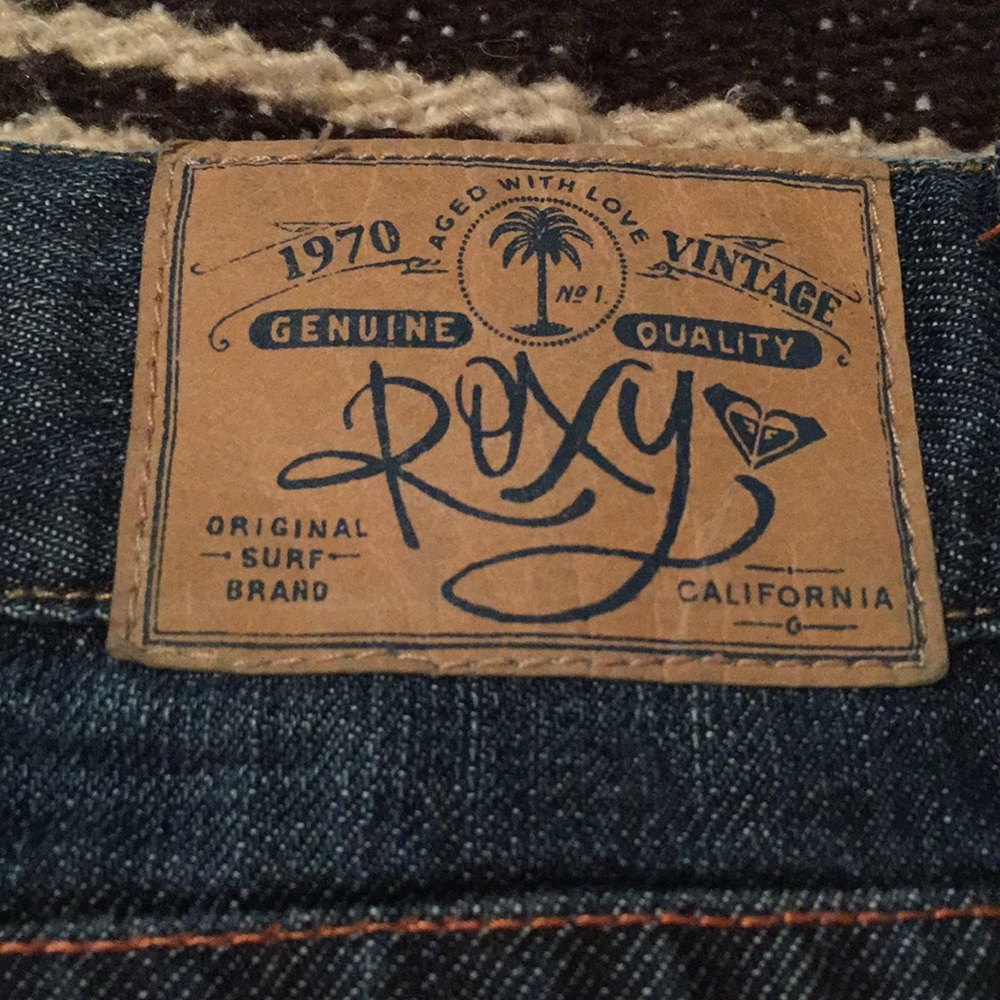 AGED WITH LOVE
1970 VINTAGE
Nº 1.
GENUINE QUALITY
ROXY
ORIGINAL
SURF
BRAND
CALIFORNIA